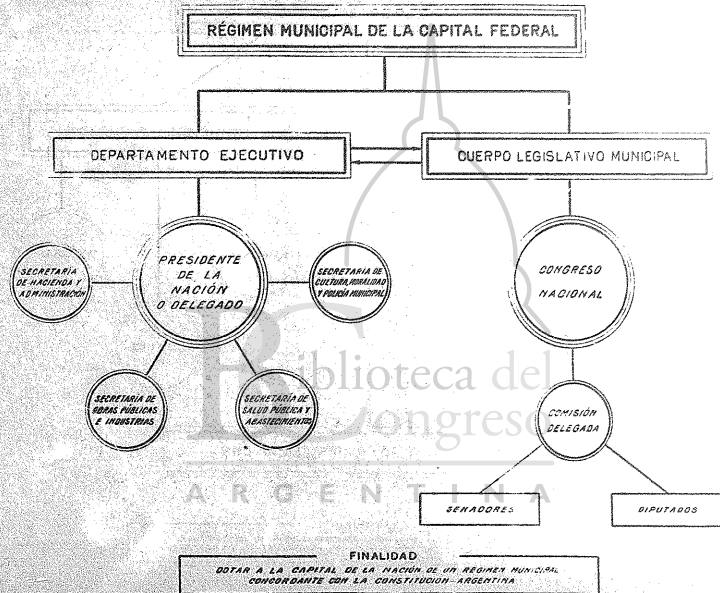 RÉGIMEN MUNICIPAL DE LA CAPITAL FEDERAL
DEPARTAMENTO EJECUTIVO
CUERPO LEGISLATIVO MUNICIPAL
PRESIDENTE
DE LA
NACIÓN
O DELEGADO
SECRETARÍA
DE HACIENDA Y
ADMINISTRACIÓN
SECRETARÍA DE
CULTURA, MORALIDAD
Y POLICÍA MUNICIPAL
CONGRESO
NACIONAL
SECRETARÍA DE
OBRAS PÚBLICAS
E INDUSTRIAS
SECRETARÍA DE
SALUD PÚBLICA Y
ABASTECIMIENTOS
COMISIÓN
DELEGADA
SENADORES
DIPUTADOS
Biblioteca del
Congreso
ARGENTINA
FINALIDAD
DOTAR A LA CAPITAL DE LA NACIÓN DE UN RÉGIMEN MUNICIPAL
CONCORDANTE CON LA CONSTITUCIÓN ARGENTINA